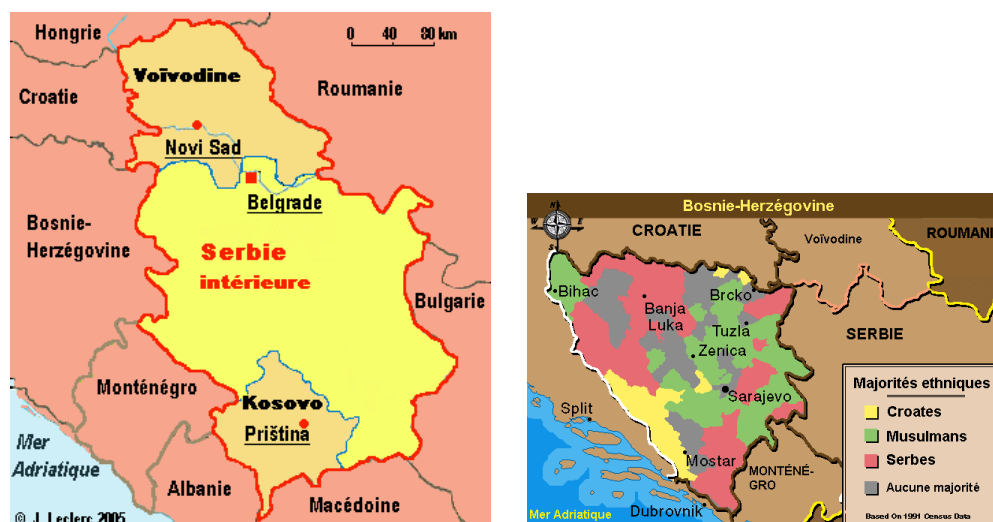 Hongrie
0 40 80 km
Voïvodine
Croatie
Roumanie
Novi Sad
Belgrade
Bosnie-
Herzégovine
Serbie
intérieure
Bulgarie
Monténégro
Kosovo
Priština
Mer
Adriatique
Albanie
Macédoine
© J. Leclerc 2005
Bosnie-Herzégovine
N
W E
CROATIE
Voïvodine
ROUMANI
Bihac
Banja
Luka
Brcko
Tuzla
Zenica
SERBIE
Sarajevo
Split
Mostar
MONTÉNÉ-
GRO
Dubrovnik
Mer Adriatique
Majorités ethniques
Croates
Musulmans
Serbes
Aucune majorité
Based On 1991 Census Data